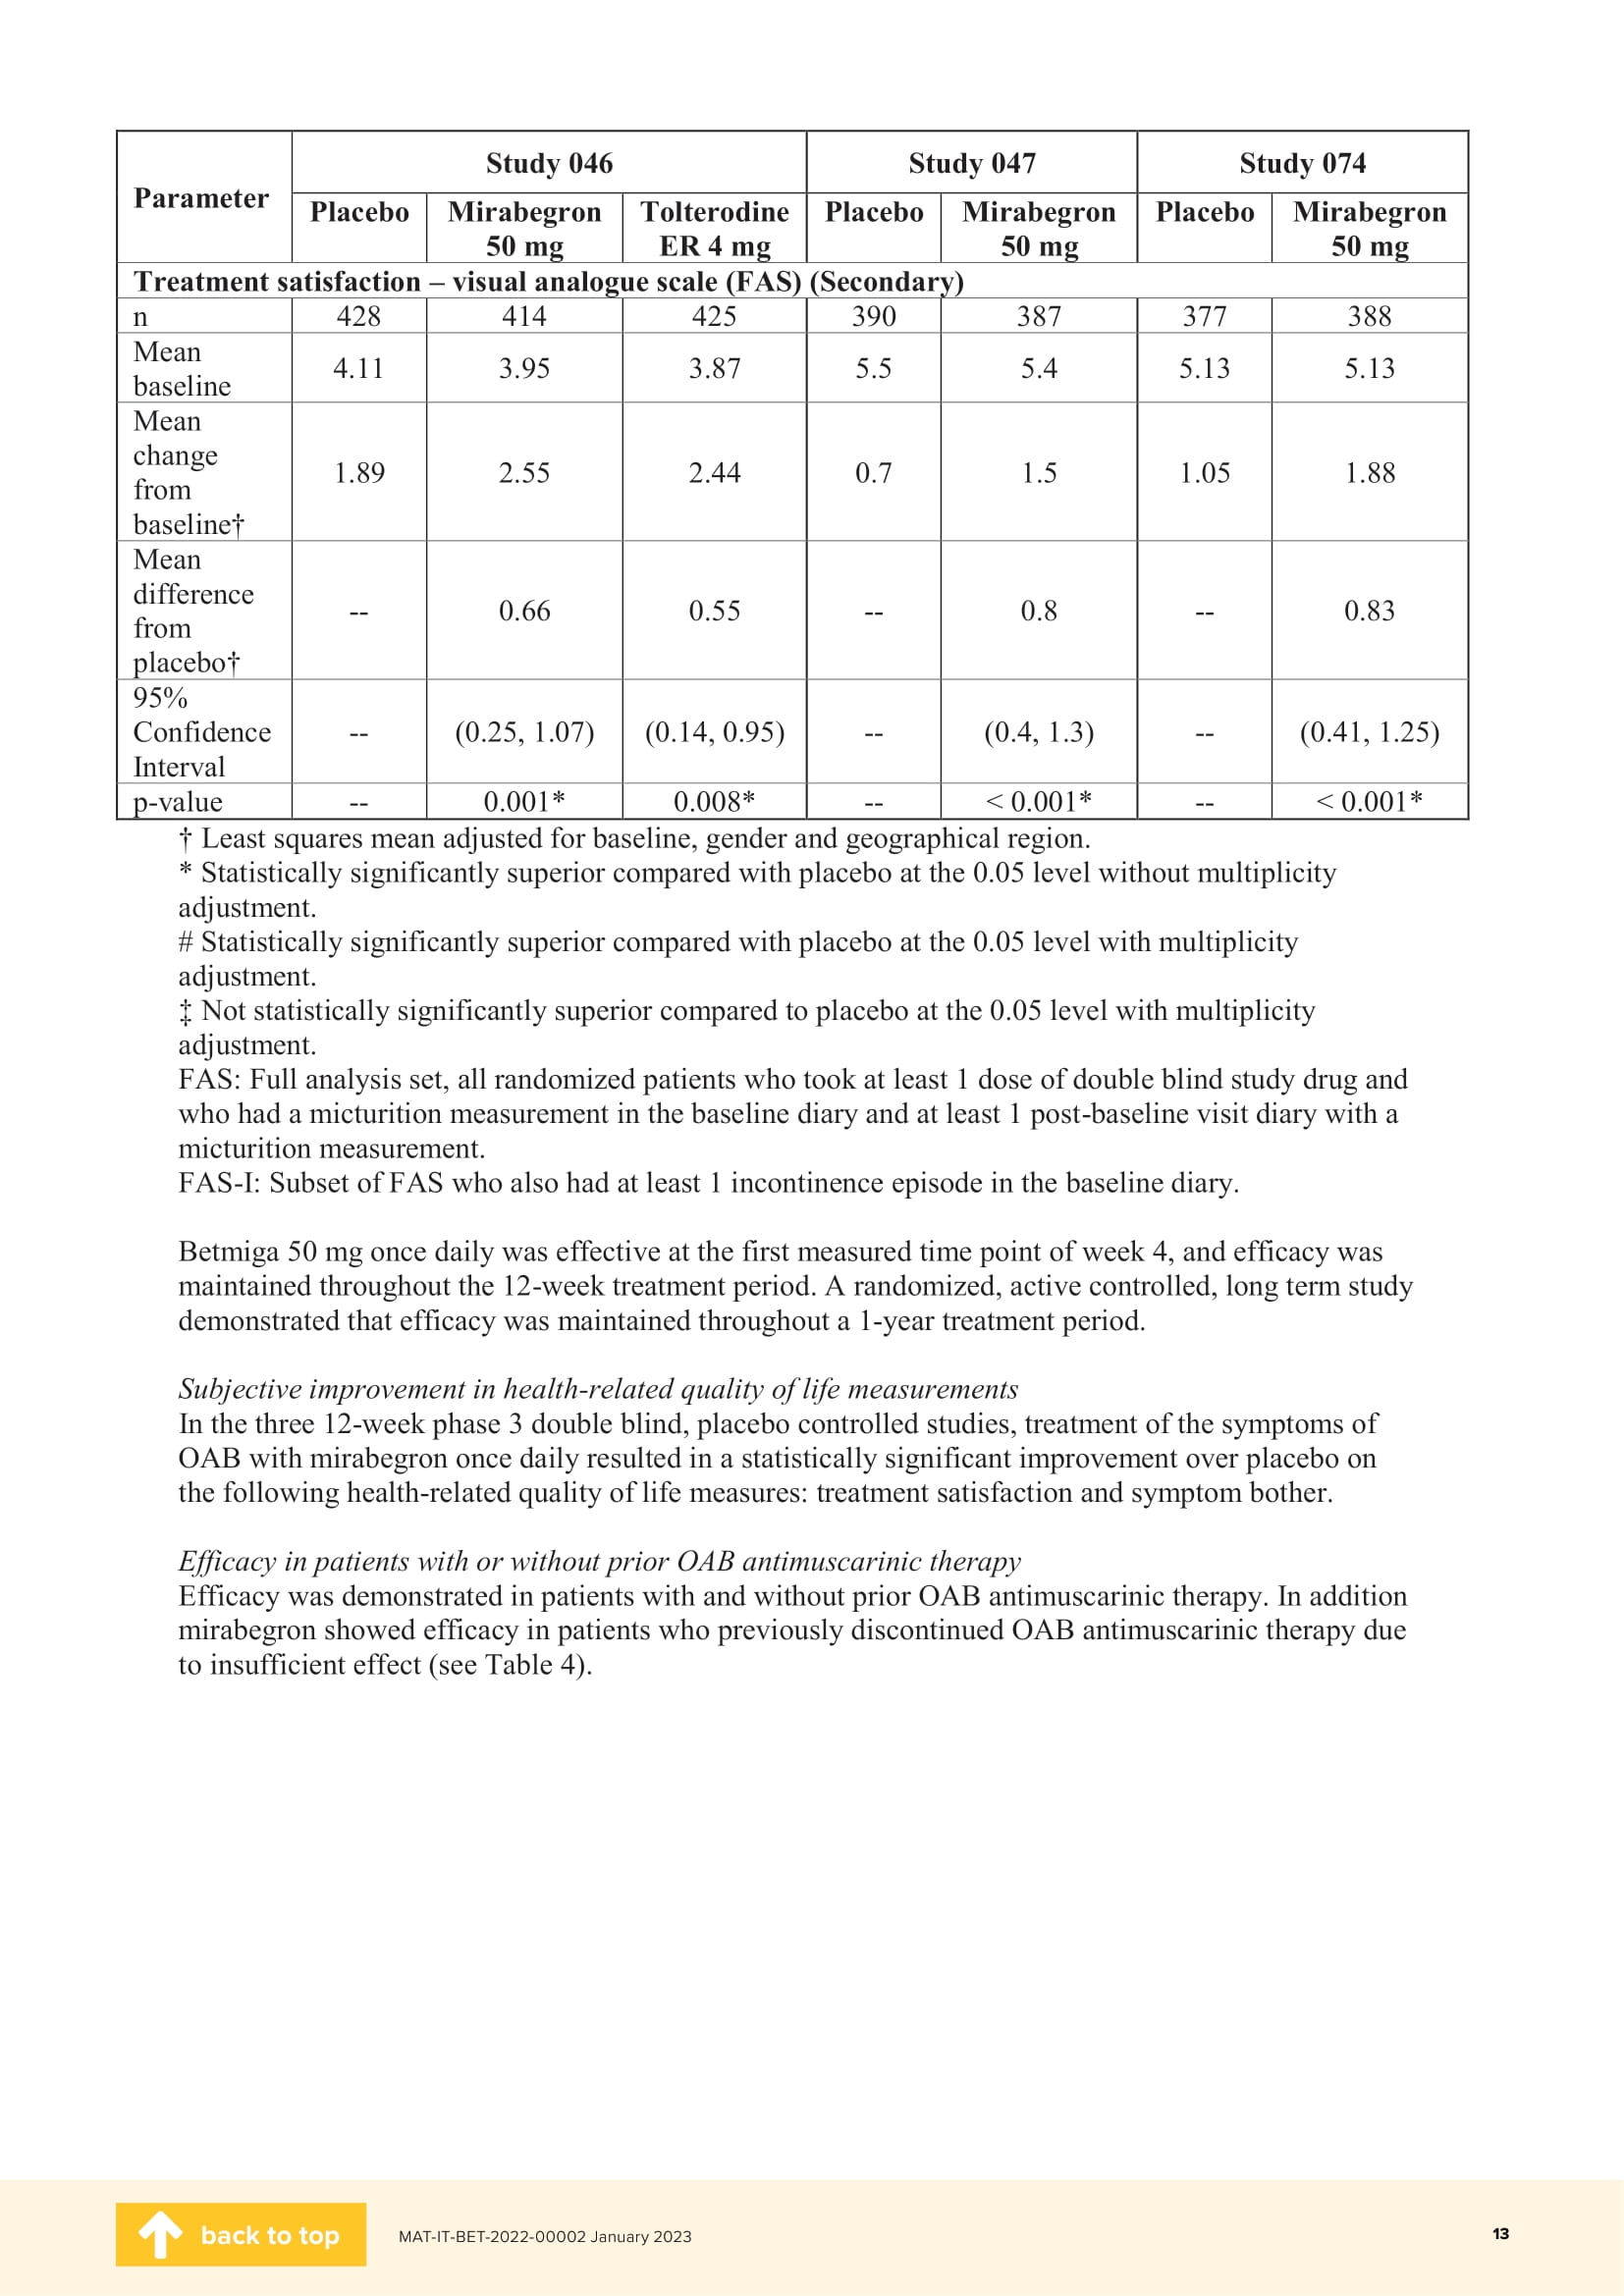 Parameter Study 046 Study 047 Study 074
Placebo Mirabegron 50 mg Tolterodine ER 4 mg Placebo Mirabegron 50 mg Placebo Mirabegron 50 mg
Treatment satisfaction – visual analogue scale (FAS) (Secondary)
n 428 414 425 390 387 377 388
Mean baseline 4.11 3.95 3.87 5.5 5.4 5.13 5.13
Mean change from baseline† 1.89 2.55 2.44 0.7 1.5 1.05 1.88
Mean difference from placebo† -- 0.66 0.55 -- 0.8 -- 0.83
95% Confidence Interval -- (0.25, 1.07) (0.14, 0.95) -- (0.4, 1.3) -- (0.41, 1.25)
p-value -- 0.001* 0.008* -- < 0.001* -- < 0.001*
† Least squares mean adjusted for baseline, gender and geographical region.
* Statistically significantly superior compared with placebo at the 0.05 level without multiplicity
adjustment.
# Statistically significantly superior compared with placebo at the 0.05 level with multiplicity
adjustment.
‡ Not statistically significantly superior compared to placebo at the 0.05 level with multiplicity
adjustment.
FAS: Full analysis set, all randomized patients who took at least 1 dose of double blind study drug and
who had a micturition measurement in the baseline diary and at least 1 post-baseline visit diary with a
micturition measurement.
FAS-I: Subset of FAS who also had at least 1 incontinence episode in the baseline diary.
Betmiga 50 mg once daily was effective at the first measured time point of week 4, and efficacy was
maintained throughout the 12-week treatment period. A randomized, active controlled, long term study
demonstrated that efficacy was maintained throughout a 1-year treatment period.
Subjective improvement in health-related quality of life measurements
In the three 12-week phase 3 double blind, placebo controlled studies, treatment of the symptoms of
OAB with mirabegron once daily resulted in a statistically significant improvement over placebo on
the following health-related quality of life measures: treatment satisfaction and symptom bother.
Efficacy in patients with or without prior OAB antimuscarinic therapy
Efficacy was demonstrated in patients with and without prior OAB antimuscarinic therapy. In addition
mirabegron showed efficacy in patients who previously discontinued OAB antimuscarinic therapy due
to insufficient effect (see Table 4).
back to top MAT-IT-BET-2022-00002 January 2023 13